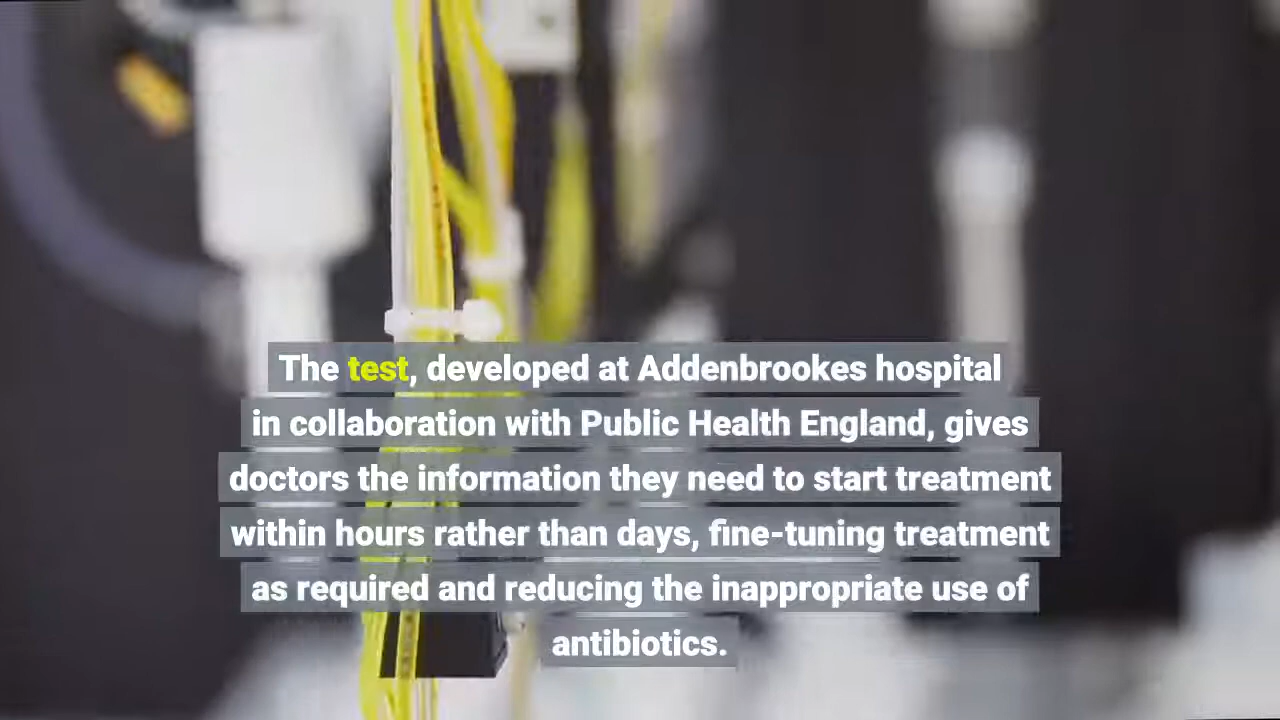 The test, developed at Addenbrookes hospital
in collaboration with Public Health England, gives
doctors the information they need to start treatment
within hours rather than days, fine-tuning treatment
as required and reducing the inappropriate use of
antibiotics.